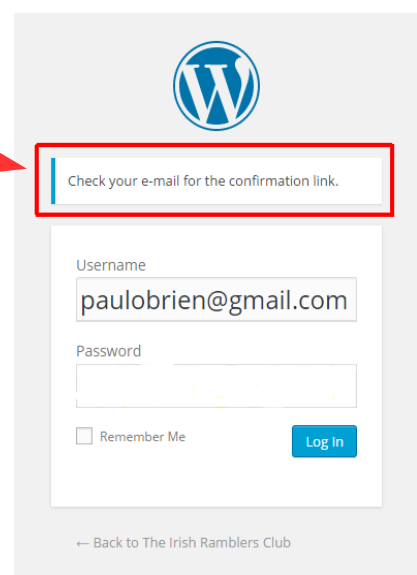 Check your e-mail for the confirmation link.
Username
paulobrien@gmail.com
Password
Remember Me
Log In
← Back to The Irish Ramblers Club